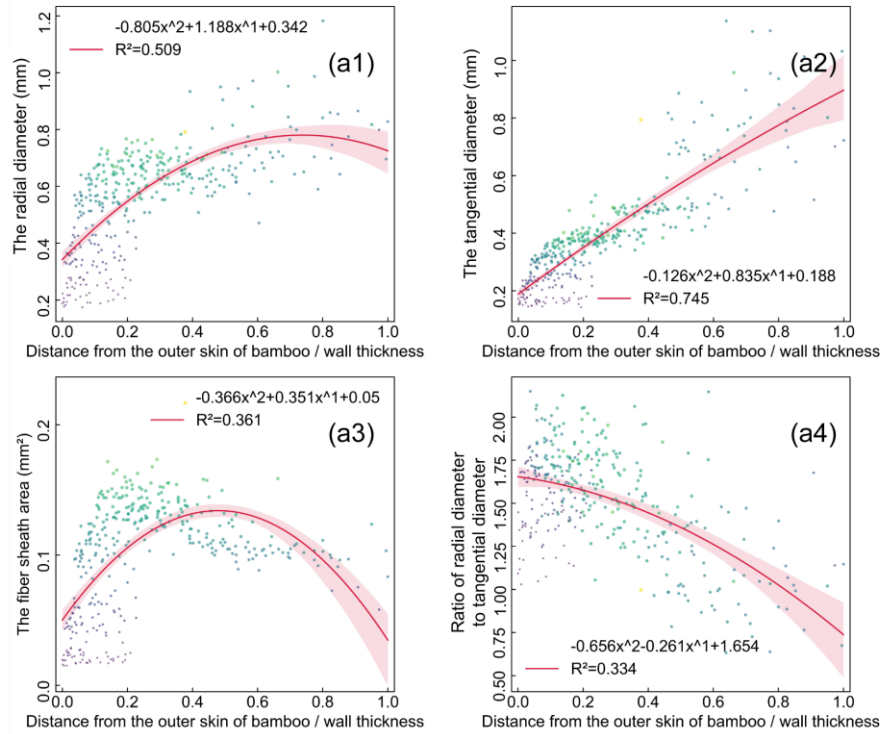 -0.805x^2+1.188x^1+0.342
R²=0.509
(a1)
The radial diameter (mm)
1.2
1.0
0.8
0.6
0.4
0.2
0.0 0.2 0.4 0.6 0.8 1.0
Distance from the outer skin of bamboo / wall thickness
(a2)
The tangential diameter (mm)
1.0
0.8
0.6
0.4
0.2
-0.126x^2+0.835x^1+0.188
R²=0.745
0.0 0.2 0.4 0.6 0.8 1.0
Distance from the outer skin of bamboo / wall thickness
-0.366x^2+0.351x^1+0.05
R²=0.361
(a3)
The fiber sheath area (mm²)
0.2
0.1
0.0
0.0 0.2 0.4 0.6 0.8 1.0
Distance from the outer skin of bamboo / wall thickness
(a4)
Ratio of radial diameter
to tangential diameter
2.00
1.75
1.50
1.25
1.00
0.75
0.50
-0.656x^2-0.261x^1+1.654
R²=0.334
0.0 0.2 0.4 0.6 0.8 1.0
Distance from the outer skin of bamboo / wall thickness